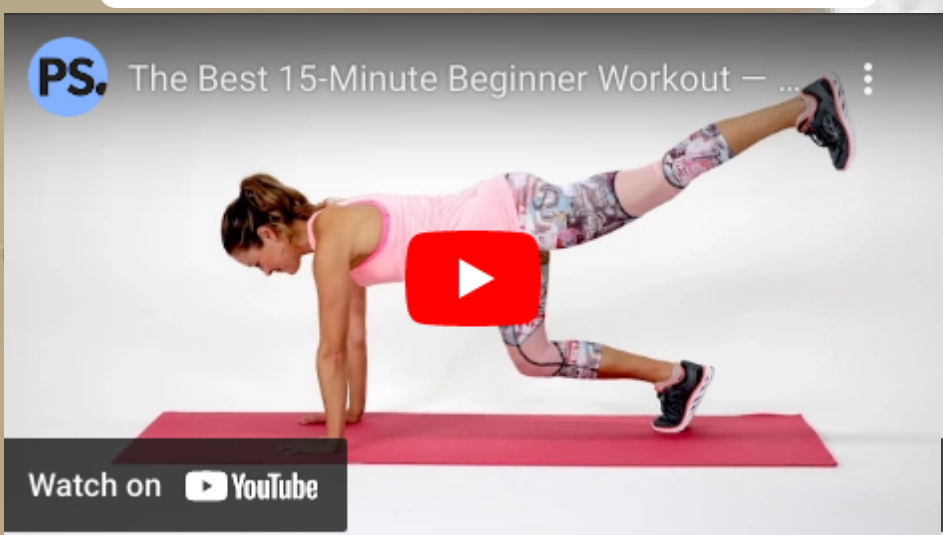 PS.
The Best 15-Minute Beginner Workout — ...
Watch on YouTube